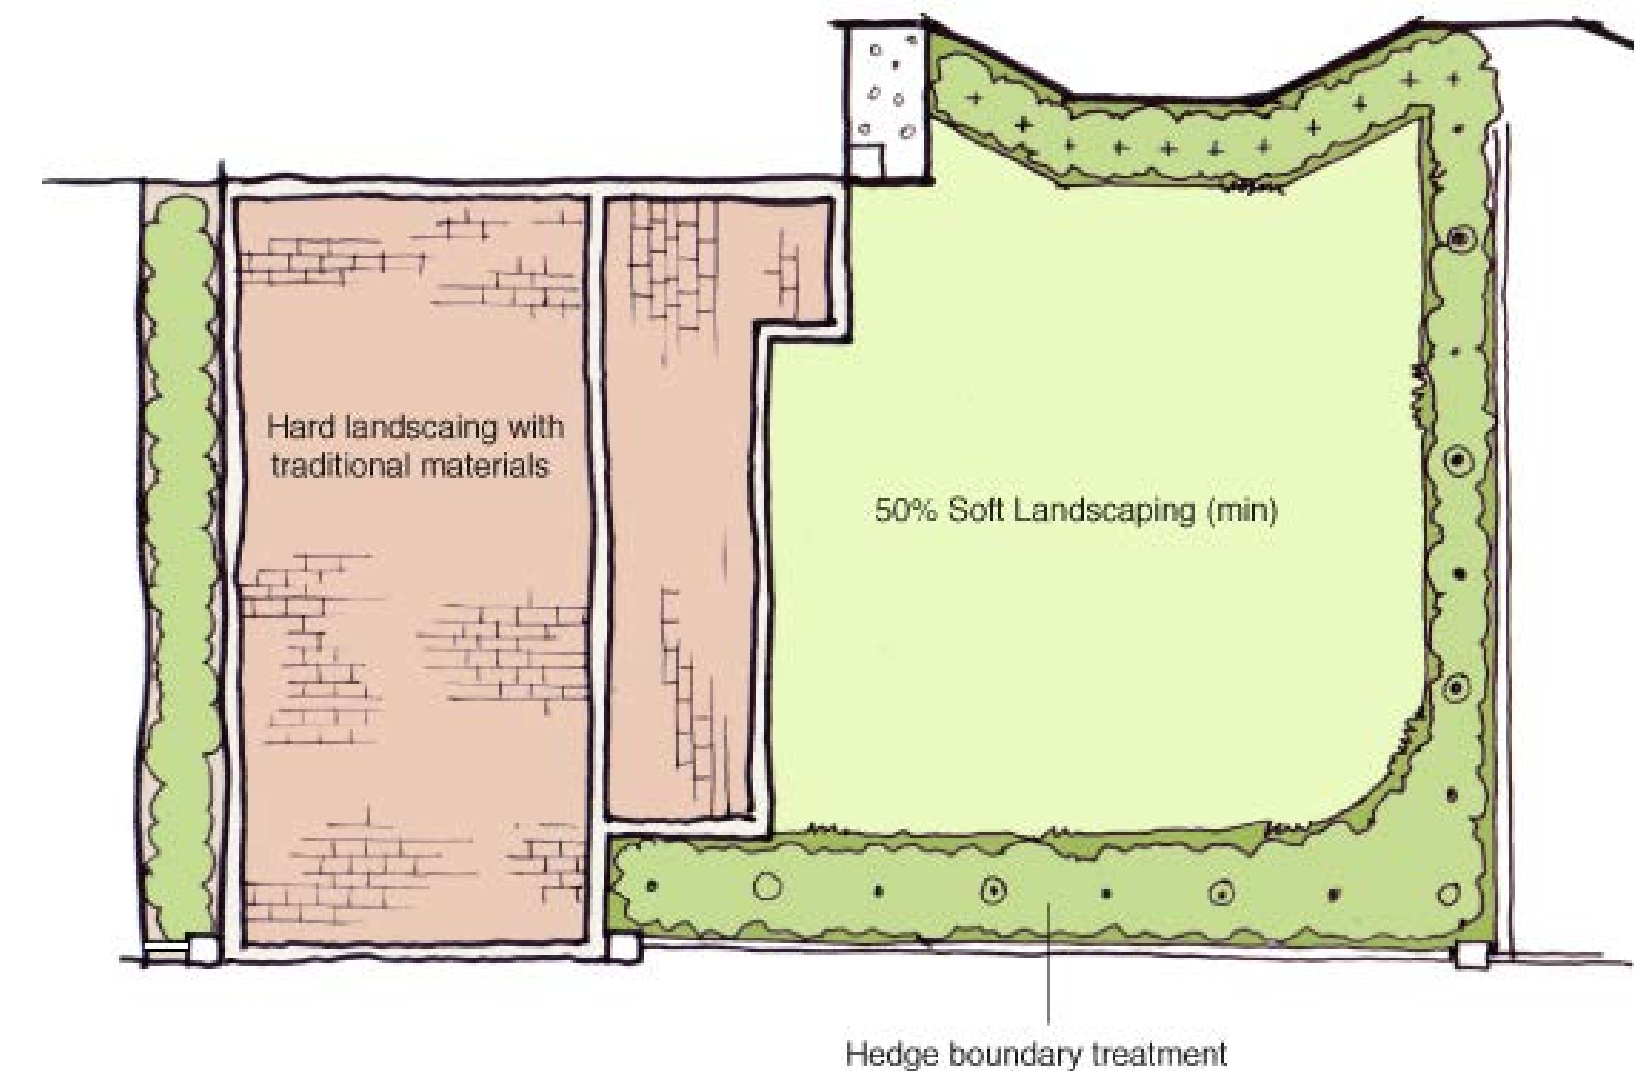 Hard landscaing with
traditional materials
50% Soft Landscaping (min)
Hedge boundary treatment